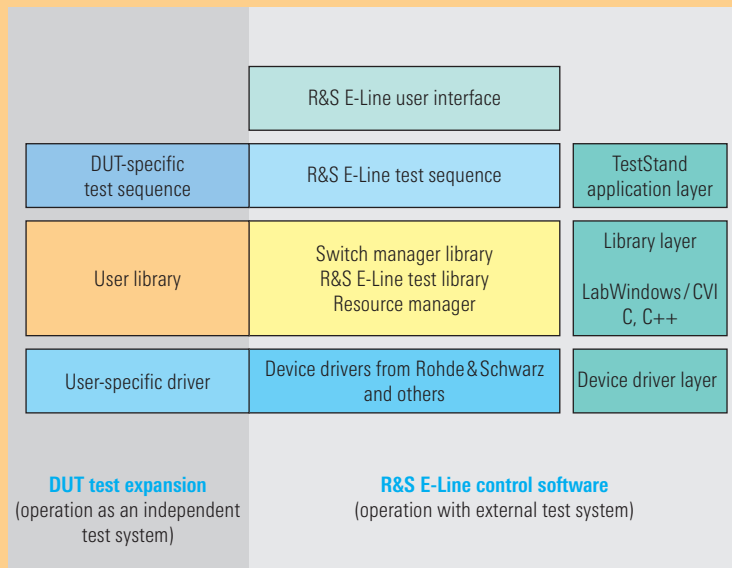 R&S E-Line user interface
DUT-specific
test sequence
R&S E-Line test sequence
TestStand
application layer
User library
Switch manager library
R&S E-Line test library
Resource manager
Library layer
LabWindows/CVI
C, C++
User-specific driver
Device drivers from Rohde&Schwarz
and others
Device driver layer
DUT test expansion
(operation as an independent
test system)
R&S E-Line control software
(operation with external test system)